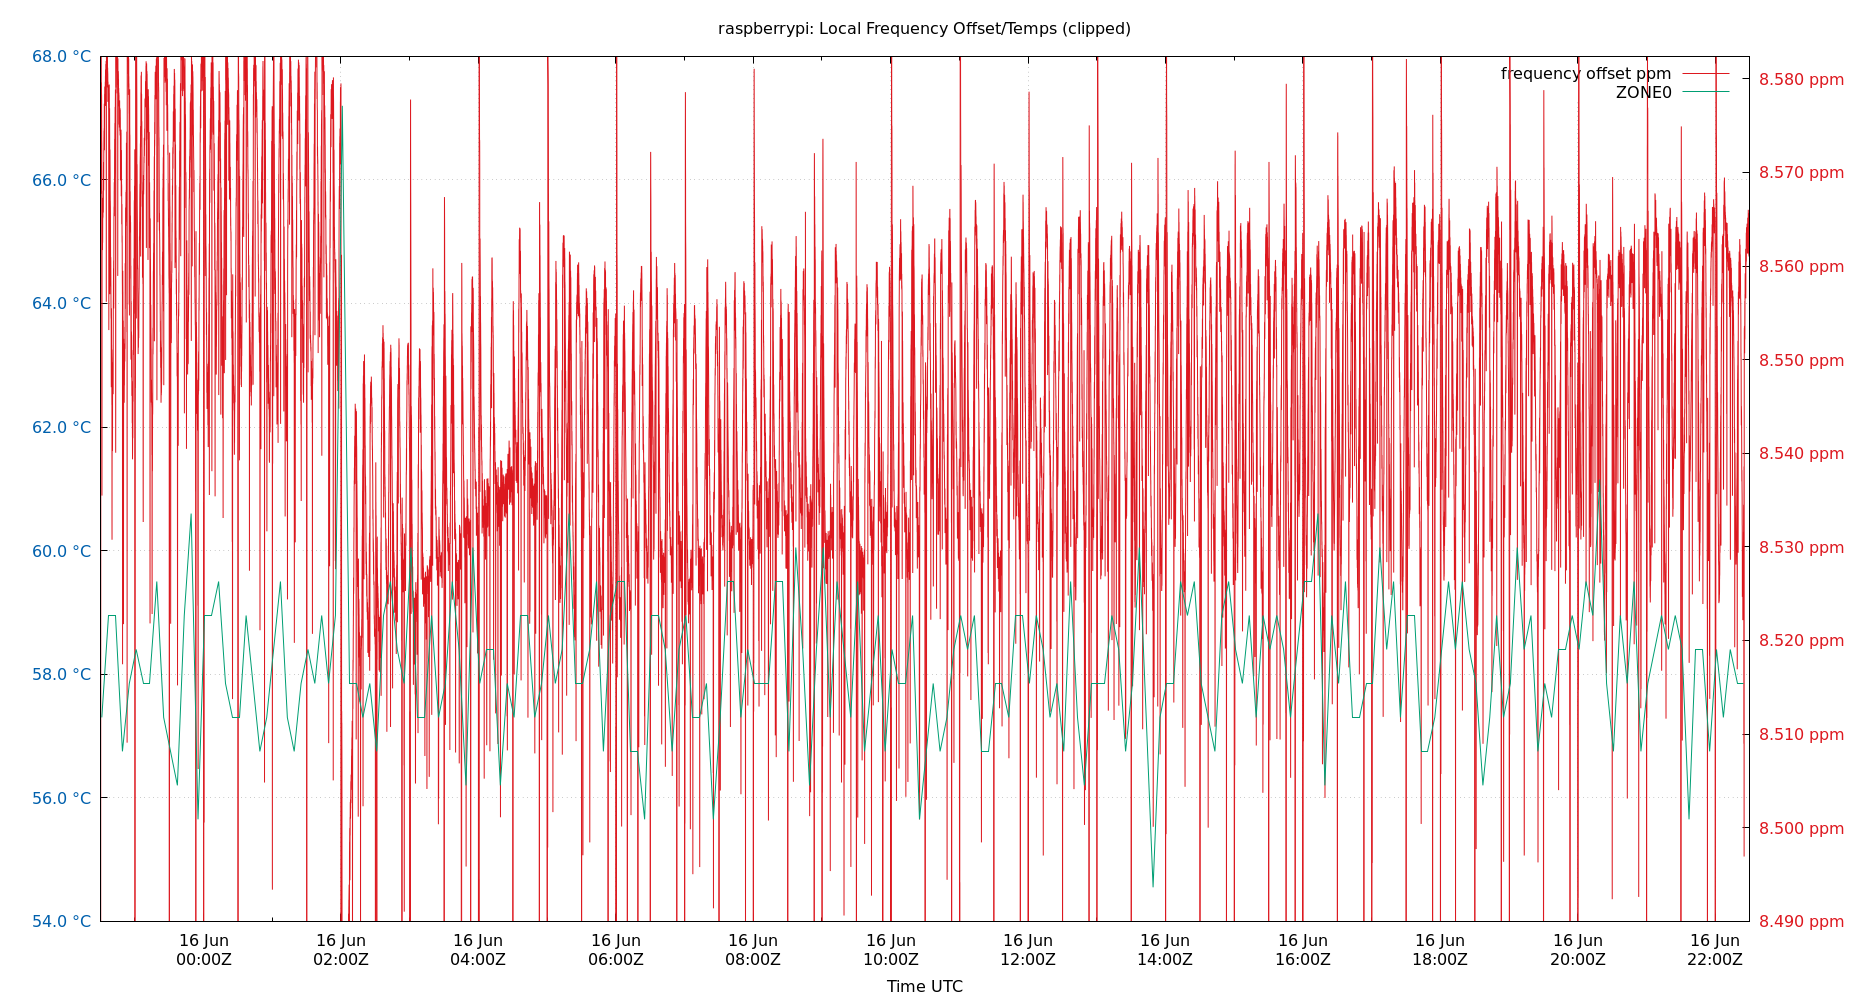 raspberrypi: Local Frequency Offset/Temps (clipped)
68.0 °C
66.0 °C
64.0 °C
62.0 °C
60.0 °C
58.0 °C
56.0 °C
54.0 °C
frequency offset ppm
ZONE0
8.580 ppm
8.570 ppm
8.560 ppm
8.550 ppm
8.540 ppm
8.530 ppm
8.520 ppm
8.510 ppm
8.500 ppm
8.490 ppm
16 Jun 16 Jun 16 Jun 16 Jun 16 Jun 16 Jun 16 Jun 16 Jun 16 Jun 16 Jun 16 Jun 16 Jun
00:00Z 02:00Z 04:00Z 06:00Z 08:00Z 10:00Z 12:00Z 14:00Z 16:00Z 18:00Z 20:00Z 22:00Z
Time UTC